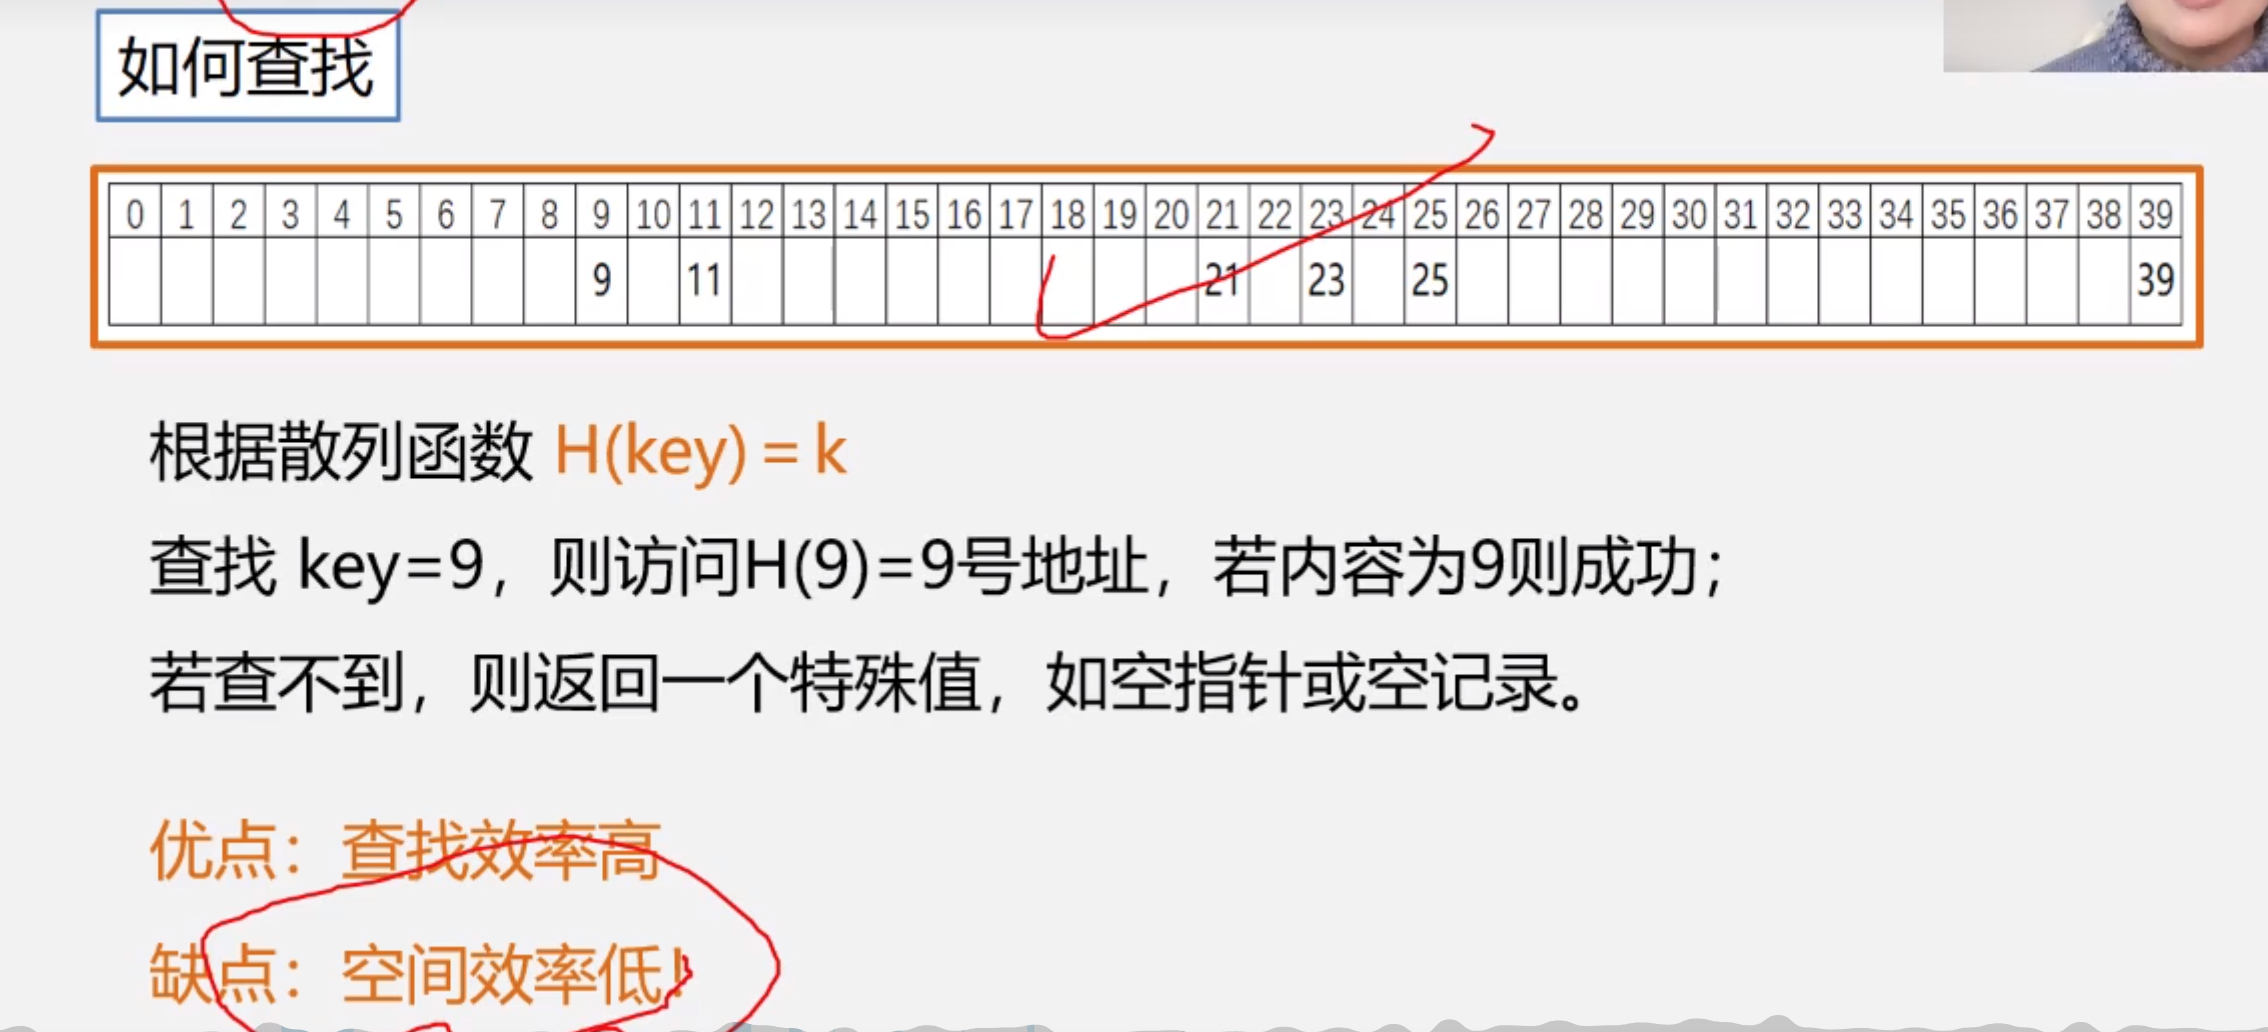 如何查找
0 1 2 3 4 5 6 7 8 9 10 11 12 13 14 15 16 17 18 19 20 21 22 23 24 25 26 27 28 29 30 31 32 33 34 35 36 37 38 39
9 11 21 23 25 39
根据散列函数 H(key) = k
查找 key=9，则访问H(9)=9号地址，若内容为9则成功；
若查不到，则返回一个特殊值，如空指针或空记录。
优点：查找效率高
缺点：空间效率低！